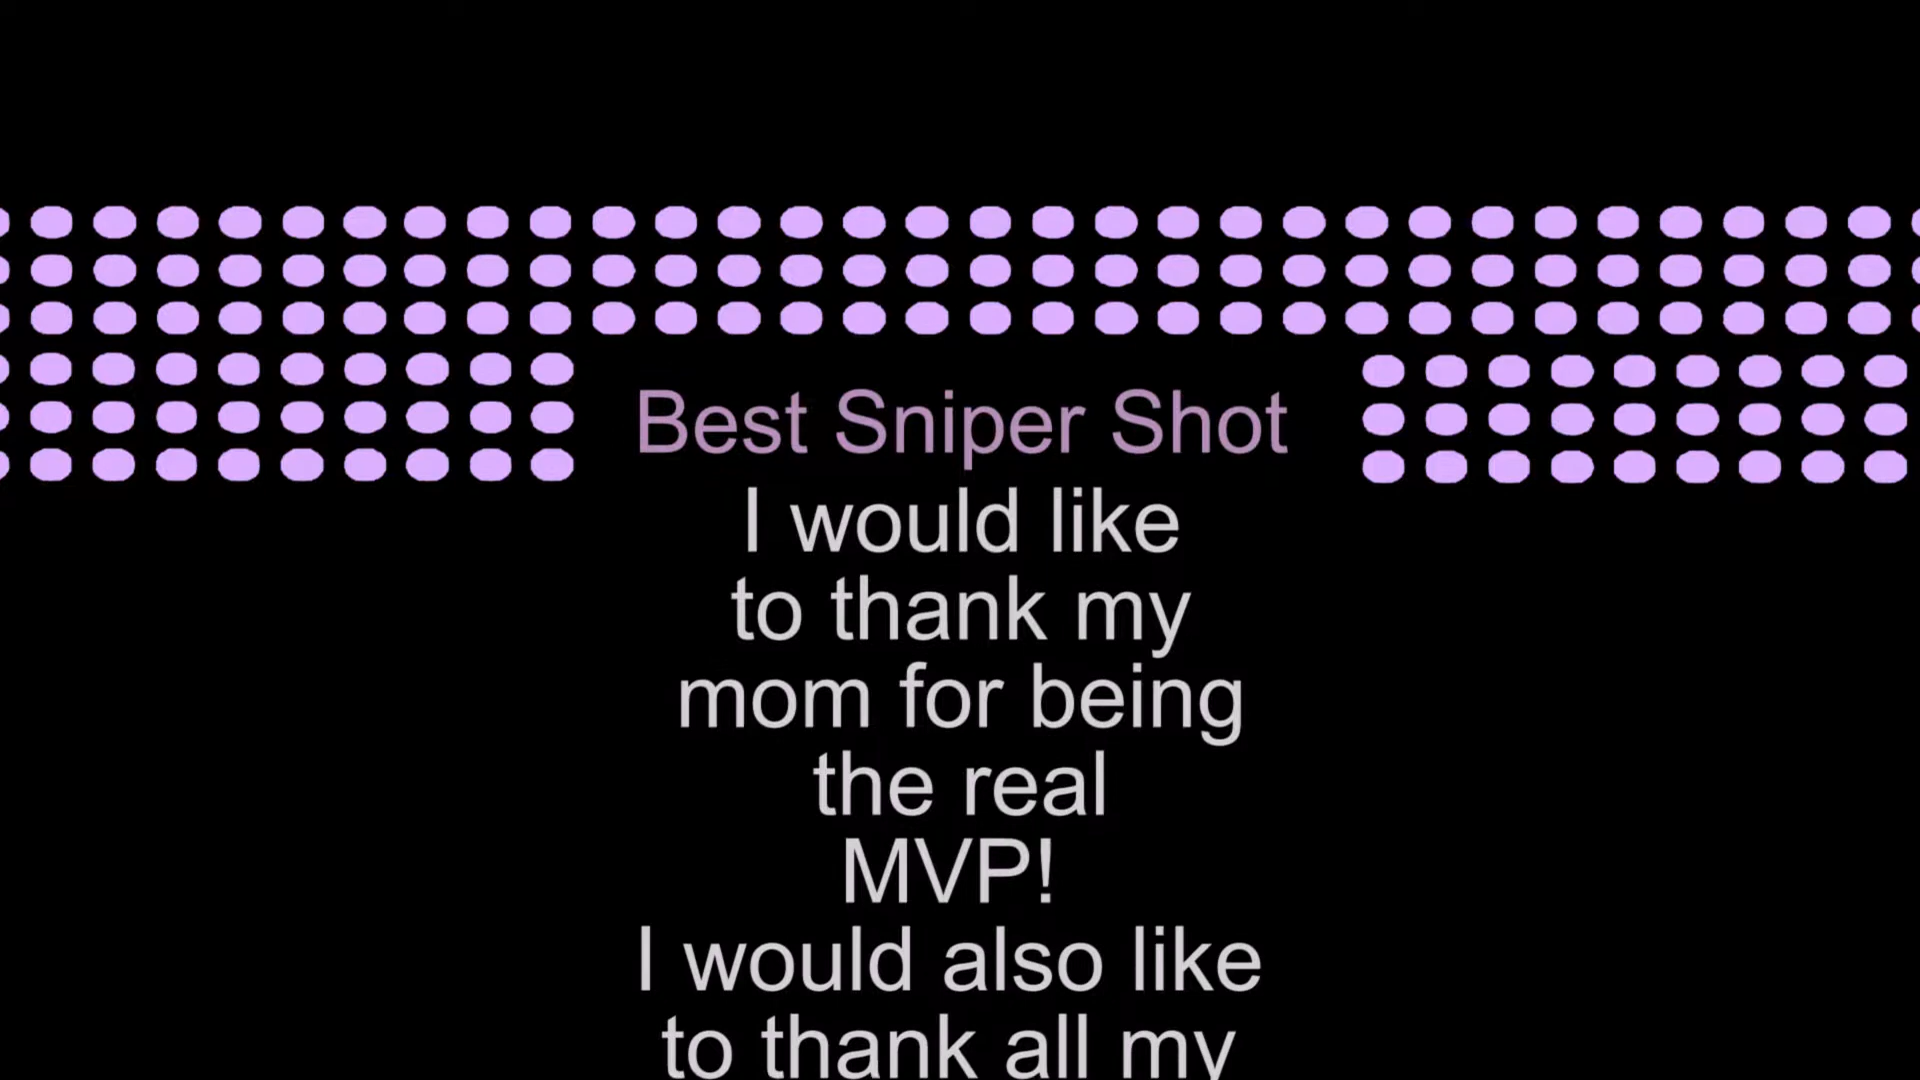 Best Sniper Shot
I would like
to thank my
mom for being
the real
MVP!
I would also like
to thank all my